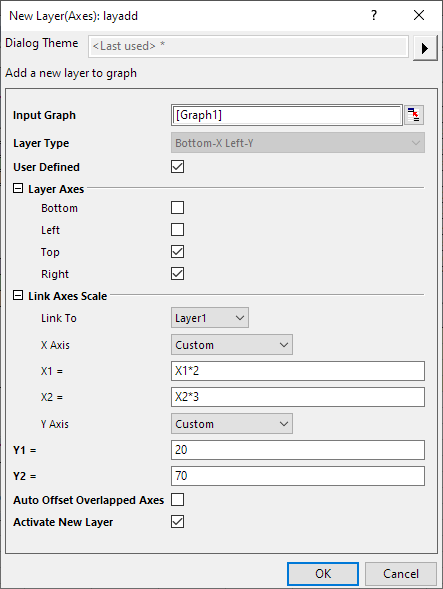 New Layer(Axes): layadd
Dialog Theme <Last used> *
Add a new layer to graph
Input Graph [Graph1]
Layer Type Bottom-X Left-Y
User Defined
Layer Axes
Bottom
Left
Top
Right
Link Axes Scale
Link To Layer1
X Axis Custom
X1 = X1*2
X2 = X2*3
Y Axis Custom
Y1 = 20
Y2 = 70
Auto Offset Overlapped Axes
Activate New Layer
OK Cancel